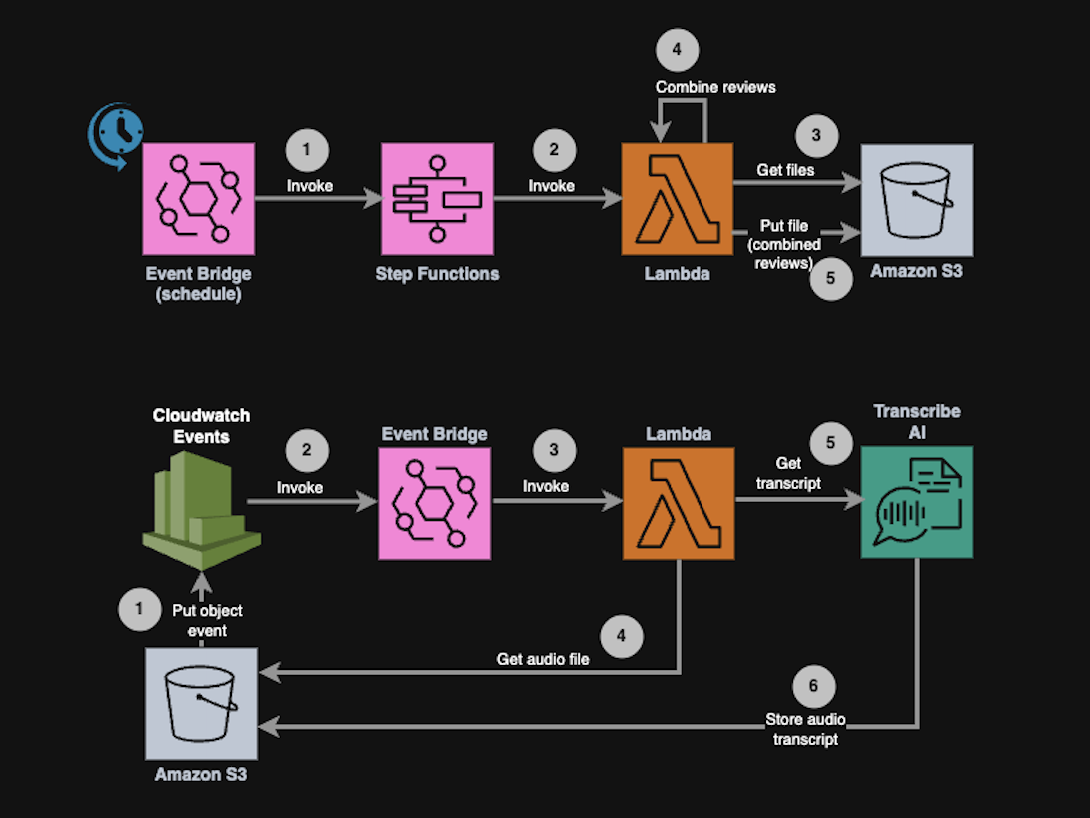 4
Combine reviews
1
Invoke
2
Invoke
3
Get files
Put file
(combined
reviews)
5
Event Bridge
(schedule)
Step Functions
Lambda
Amazon S3
Cloudwatch
Events
2
Invoke
Event Bridge
3
Invoke
Lambda
5
Get
transcript
Transcribe
AI
1
Put object
event
4
Get audio file
6
Store audio
transcript
Amazon S3